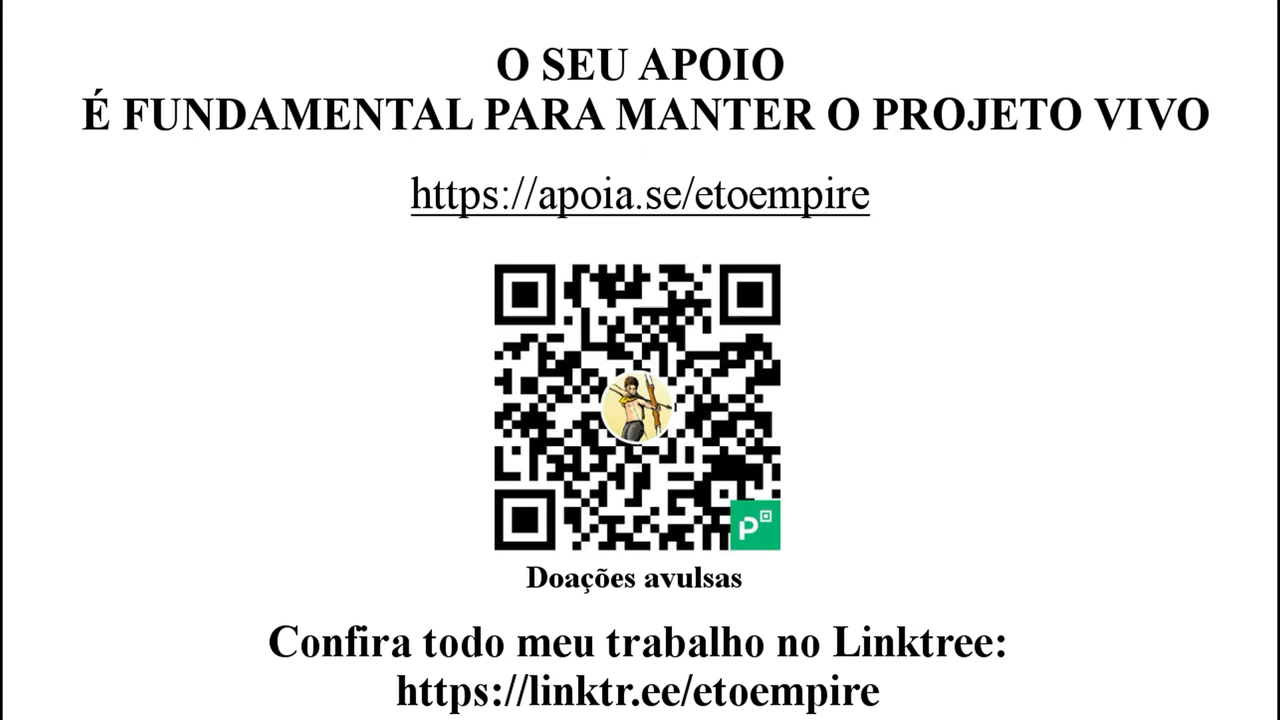 O SEU APOIO
É FUNDAMENTAL PARA MANTER O PROJETO VIVO
https://apoia.se/etoempire
P
Doações avulsas
Confira todo meu trabalho no Linktree:
https://linktr.ee/etoempire